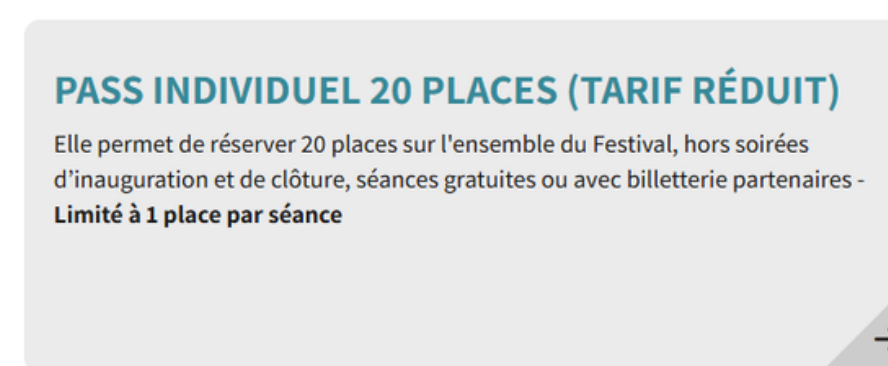 PASS INDIVIDUEL 20 PLACES (TARIF RÉDUIT)
Elle permet de réserver 20 places sur l'ensemble du Festival, hors soirées
d’inauguration et de clôture, séances gratuites ou avec billetterie partenaires -
Limité à 1 place par séance